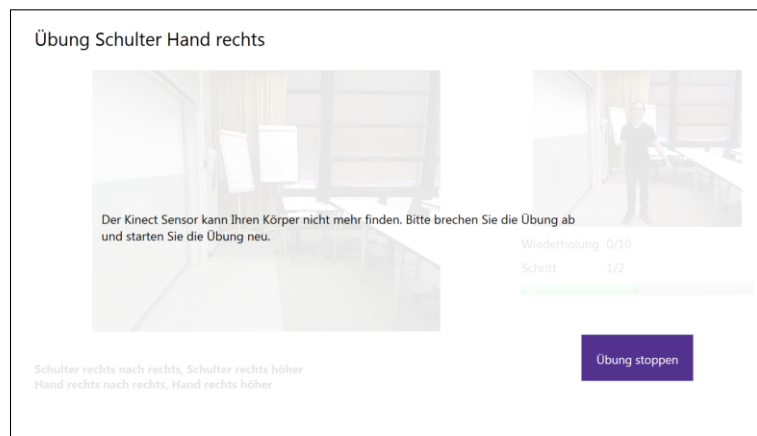 Übung Schulter Hand rechts
Der Kinect Sensor kann Ihren Körper nicht mehr finden. Bitte brechen Sie die Übung ab
und starten Sie die Übung neu.
Wiederholung 0/10
Schritt 1/2
Übung stoppen
Schulter rechts nach rechts, Schulter rechts höher
Hand rechts nach rechts, Hand rechts höher